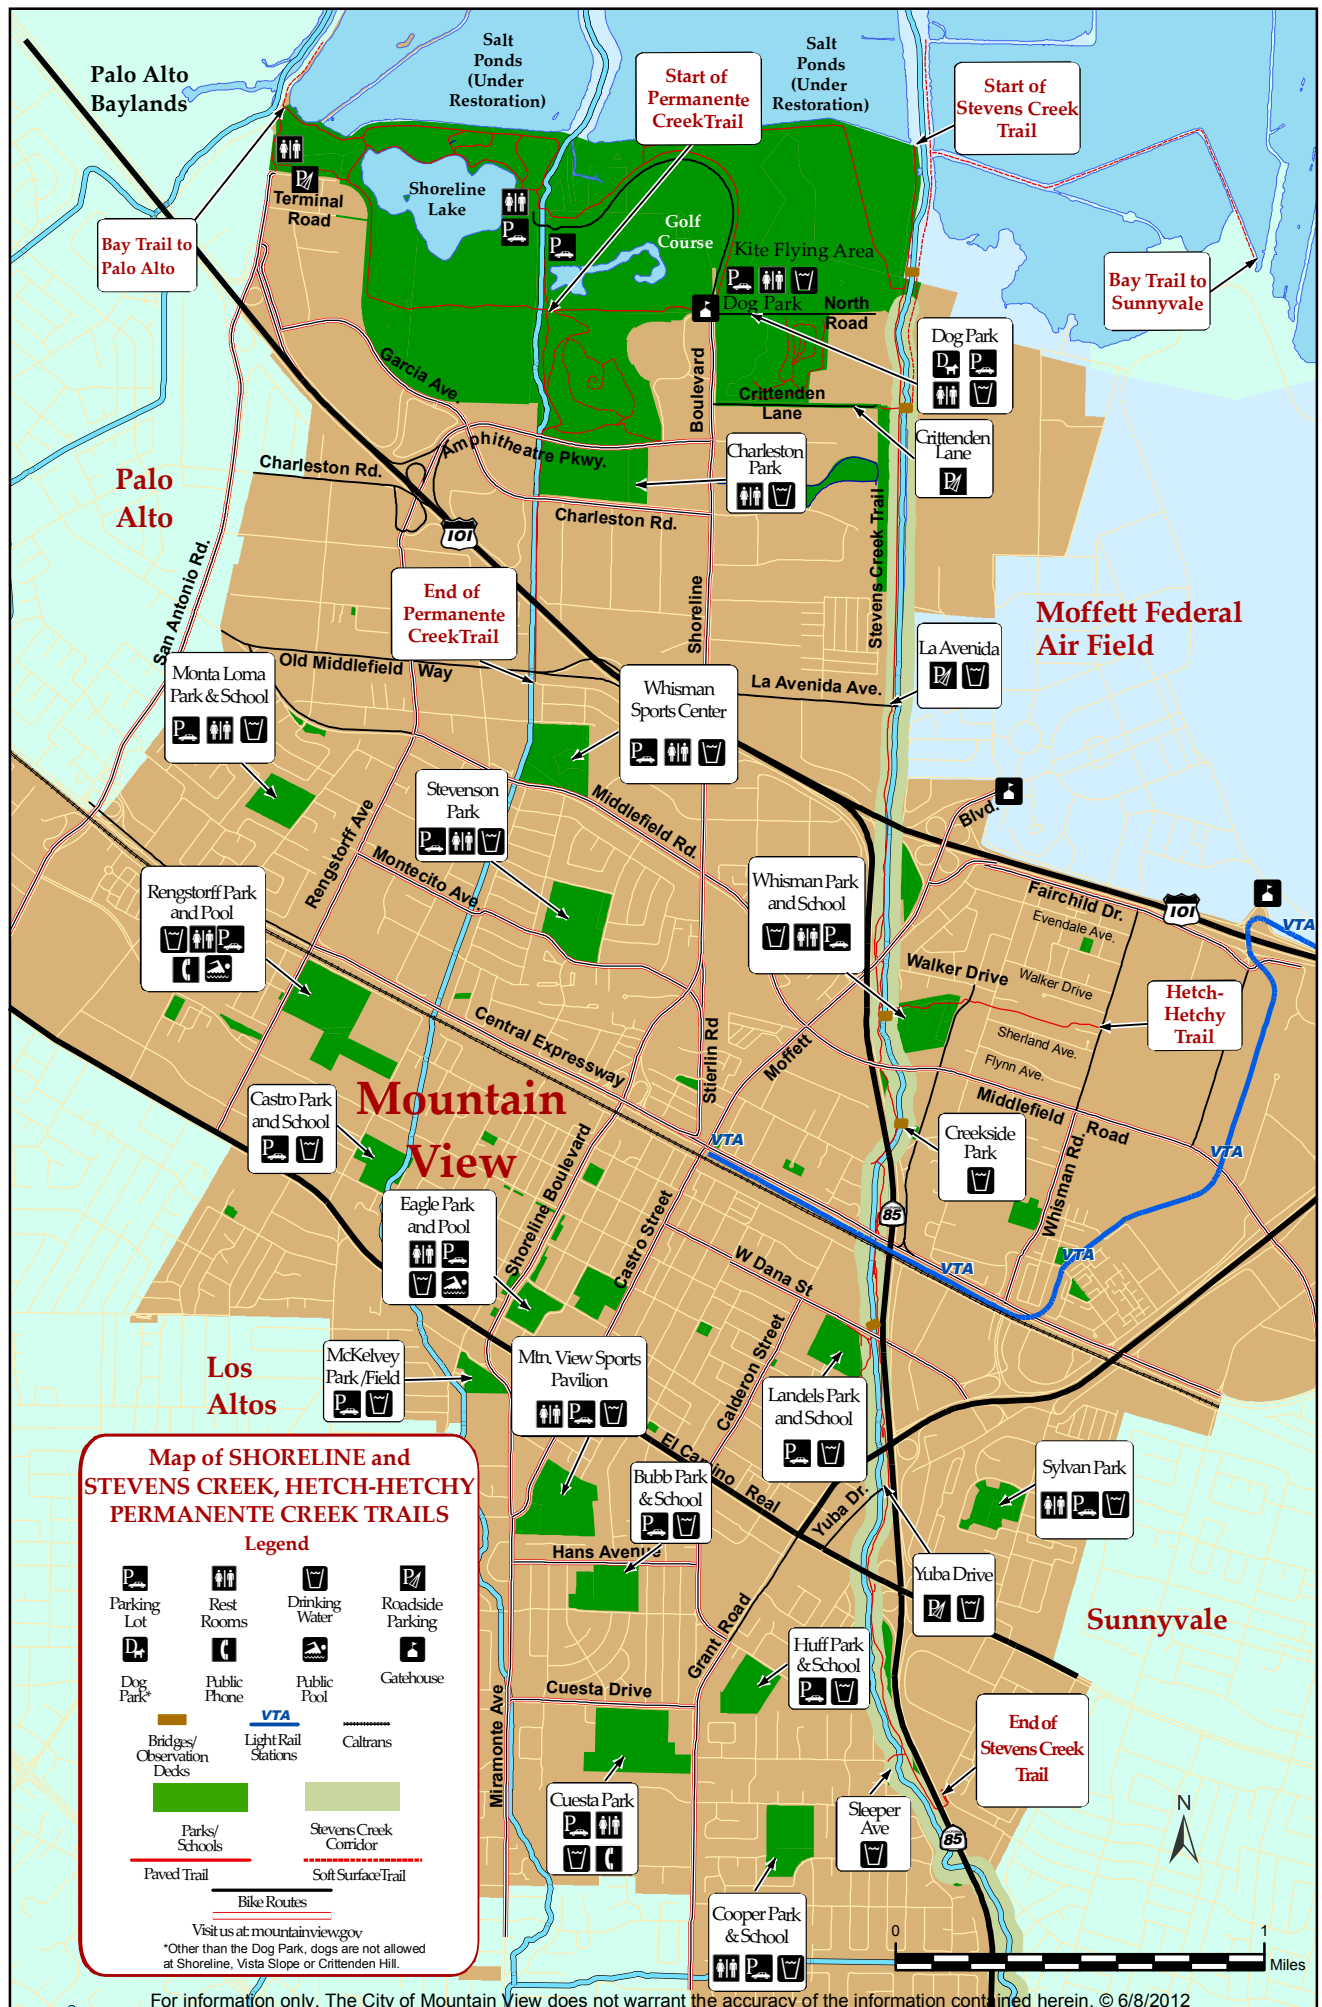 Palo Alto
Baylands
Salt
Ponds
(Under
Restoration)
Start of
Permanente
CreekTrail
Salt
Ponds
(Under
Restoration)
Start of
Stevens Creek
Trail
Terminal
Road
Shoreline
Lake
Golf
Course
Kite Flying Area
Dog Park
North
Road
Bay Trail to
Palo Alto
Bay Trail to
Sunnyvale
Dog Park
Garcia Ave.
Boulevard
Crittenden
Lane
Crittenden
Lane
Amphitheatre Pkwy.
Charleston Rd.
Charleston
Park
Palo
Alto
101
Charleston Rd.
Stevens Creek Trail
San Antonio Rd.
End of
Permanente
CreekTrail
Shoreline
Moffett Federal
Air Field
Old Middlefield Way
Monta Loma
Park & School
Whisman
Sports Center
La Avenida Ave.
La Avenida
Stevenson
Park
Middlefield Rd.
Blvd.
Rengstorff Ave
Montecito Ave.
Rengstorff Park
and Pool
Whisman Park
and School
Fairchild Dr.
101
Evendale Ave.
VTA
Walker Drive
Walker Drive
Hetch-
Hetchy
Trail
Sherland Ave.
Flynn Ave.
Central Expressway
Stierlin Rd
Moffett
Middlefield Road
Mountain
View
Castro Park
and School
VTA
Creekside
Park
VTA
Whisman Rd.
Eagle Park
and Pool
Shoreline Boulevard
Castro Street
85
VTA
VTA
W Dana St
Los
Altos
McKelvey
Park /Field
Mtn. View Sports
Pavilion
Calderon Street
Landels Park
and School
El Camino Real
Bubb Park
& School
Sylvan Park
Yuba Dr.
Hans Avenue
Yuba Drive
Sunnyvale
Grant Road
Huff Park
& School
Cuesta Drive
Miramonte Ave
End of
Stevens Creek
Trail
Cuesta Park
Sleeper
Ave
85
Cooper Park
& School
N
0 1
Miles
Map of SHORELINE and
STEVENS CREEK, HETCH-HETCHY
PERMANENTE CREEK TRAILS
Legend
Parking
Lot
Rest
Rooms
Drinking
Water
Roadside
Parking
Dog
Park*
Public
Phone
Public
Pool
Gatehouse
Bridges/
Observation
Decks
VTA
Light Rail
Stations
Caltrans
Parks/
Schools
Stevens Creek
Corridor
Paved Trail
Soft Surface Trail
Bike Routes
Visit us at: mountainview.gov
*Other than the Dog Park, dogs are not allowed
at Shoreline, Vista Slope or Crittenden Hill.
For information only. The City of Mountain View does not warrant the accuracy of the information contained herein. © 6/8/2012